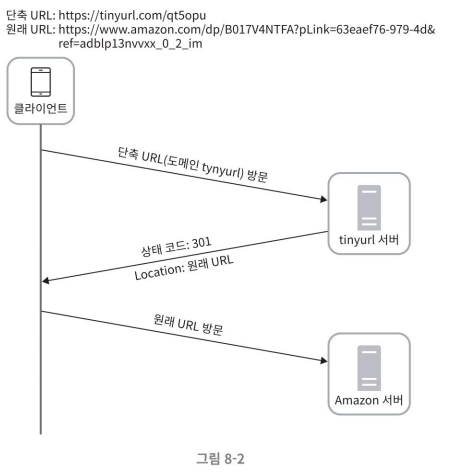 단축 URL: https://tinyurl.com/qt5opu
원래 URL: https://www.amazon.com/dp/B017V4NTFA?pLink=63eaef76-979-4d&
ref=adblp13nvvxx_0_2_im
클라이언트
단축 URL(도메인 tynyurl) 방문
tinyurl 서버
상태 코드: 301
Location: 원래 URL
원래 URL 방문
Amazon 서버
그림 8-2